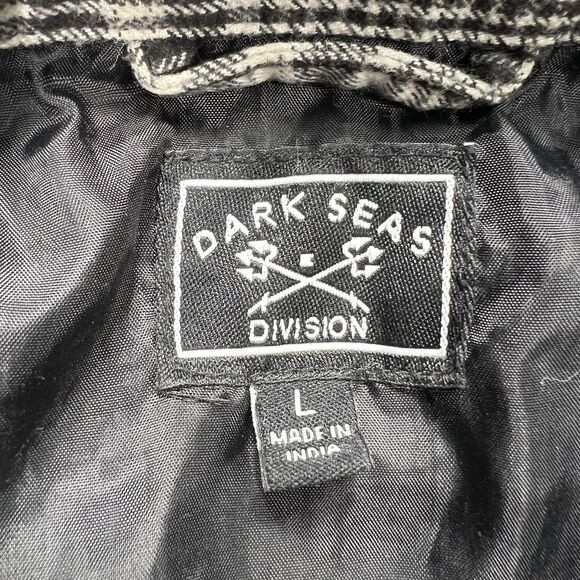 DARK SEAS
DIVISION
L
MADE IN
INDIA